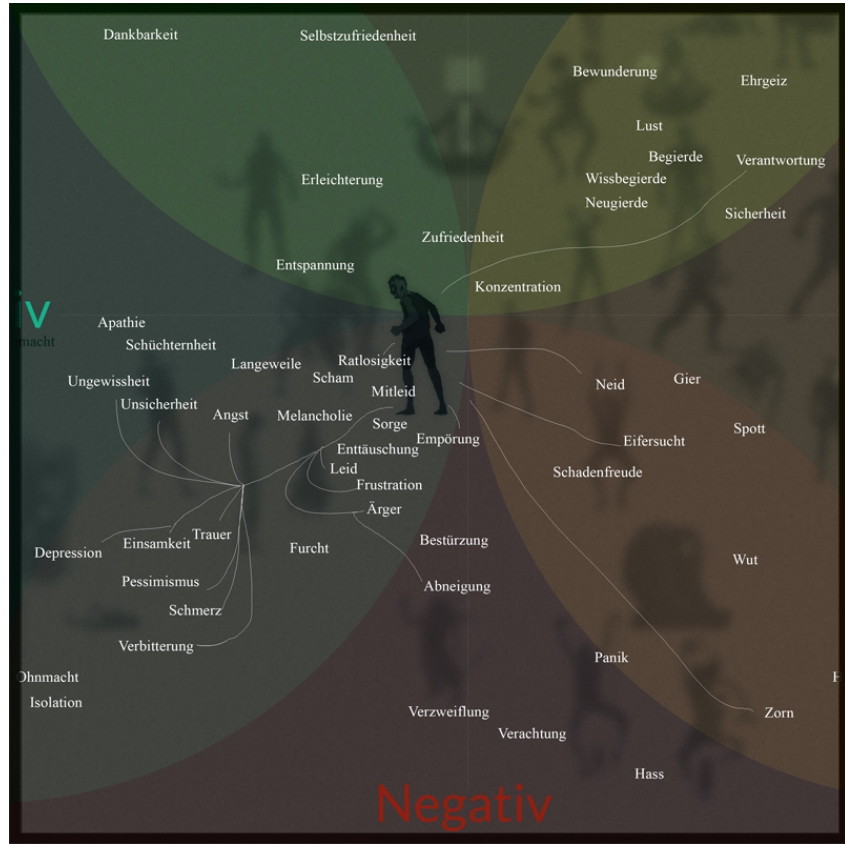 Dankbarkeit
Selbstzufriedenheit
Bewunderung
Ehrgeiz
Lust
Begierde
Verantwortung
Erleichterung
Wissbegierde
Neugierde
Sicherheit
Zufriedenheit
Entspannung
Konzentration
iv
macht
Apathie
Schüchternheit
Langeweile
Ratlosigkeit
Scham
Ungewissheit
Mitleid
Neid
Gier
Unsicherheit
Angst
Melancholie
Sorge
Empörung
Spott
Eifersucht
Enttäuschung
Leid
Schadenfreude
Frustration
Ärger
Trauer
Einsamkeit
Depression
Furcht
Bestürzung
Wut
Pessimismus
Abneigung
Schmerz
Verbitterung
Panik
Ohnmacht
H
Isolation
Verzweiflung
Zorn
Verachtung
Hass
Negativ